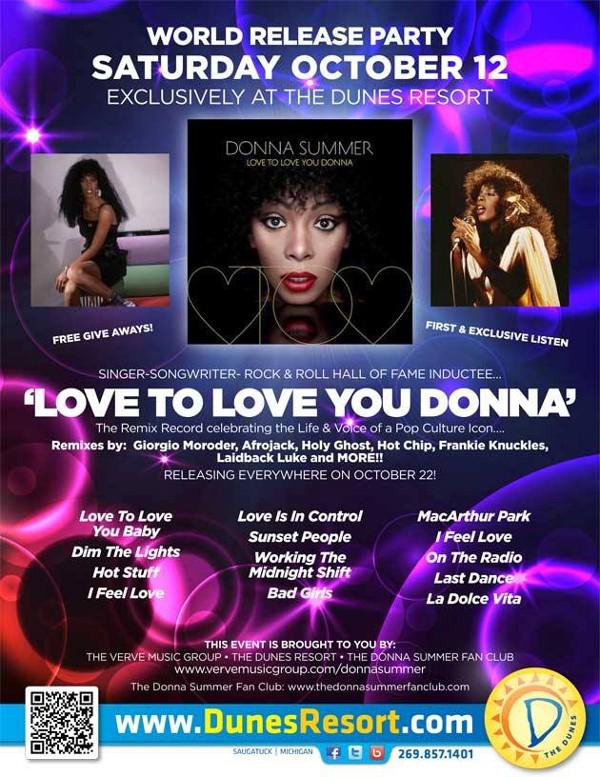 WORLD RELEASE PARTY
SATURDAY OCTOBER 12
EXCLUSIVELY AT THE DUNES RESORT
DONNA SUMMER
LOVE TO LOVE YOU DONNA
FREE GIVE AWAYS!
FIRST & EXCLUSIVE LISTEN
SINGER-SONGWRITER- ROCK & ROLL HALL OF FAME INDUCTEE...
'LOVE TO LOVE YOU DONNA'
The Remix Record celebrating the Life & Voice of a Pop Culture Icon....
Remixes by: Giorgio Moroder, Afrojack, Holy Ghost, Hot Chip, Frankie Knuckles,
Laidback Luke and MORE!!
RELEASING EVERYWHERE ON OCTOBER 22!
Love To Love
You Baby
Dim The Lights
Hot Stuff
I Feel Love
Love Is In Control
Sunset People
Working The
Midnight Shift
Bad Girls
MacArthur Park
I Feel Love
On The Radio
Last Dance
La Dolce Vita
THIS EVENT IS BROUGHT TO YOU BY:
THE VERVE MUSIC GROUP • THE DUNES RESORT • THE DONNA SUMMER FAN CLUB
www.vervemusicgroup.com/donnasummer
The Donna Summer Fan Club: www.thedonnasummerfanclub.com
www.DunesResort.com
SAUGATUCK | MICHIGAN
269.857.1401
D
THE DUNES